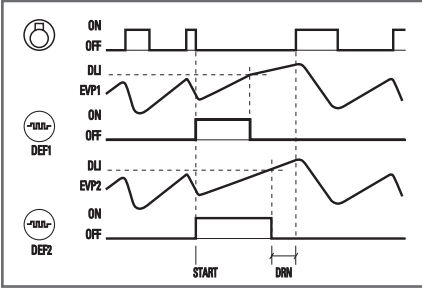 ON
OFF
DLI
EVP1
ON
OFF
DEF1
DLI
EVP2
ON
OFF
DEF2
START DRN